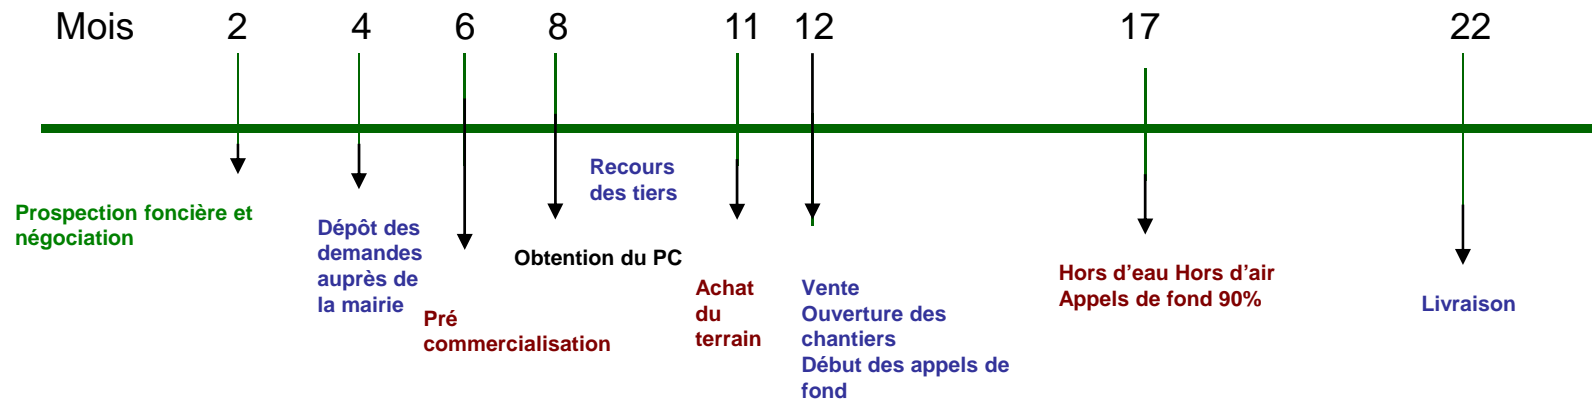 Mois 2 4 6 8 11 12 17 22
Prospection foncière et
négociation
Dépôt des
demandes
auprès de
la mairie
Pré
commercialisation
Obtention du PC
Recours
des tiers
Achat
du
terrain
Vente
Ouverture des
chantiers
Début des appels de
fond
Hors d'eau Hors d'air
Appels de fond 90%
Livraison